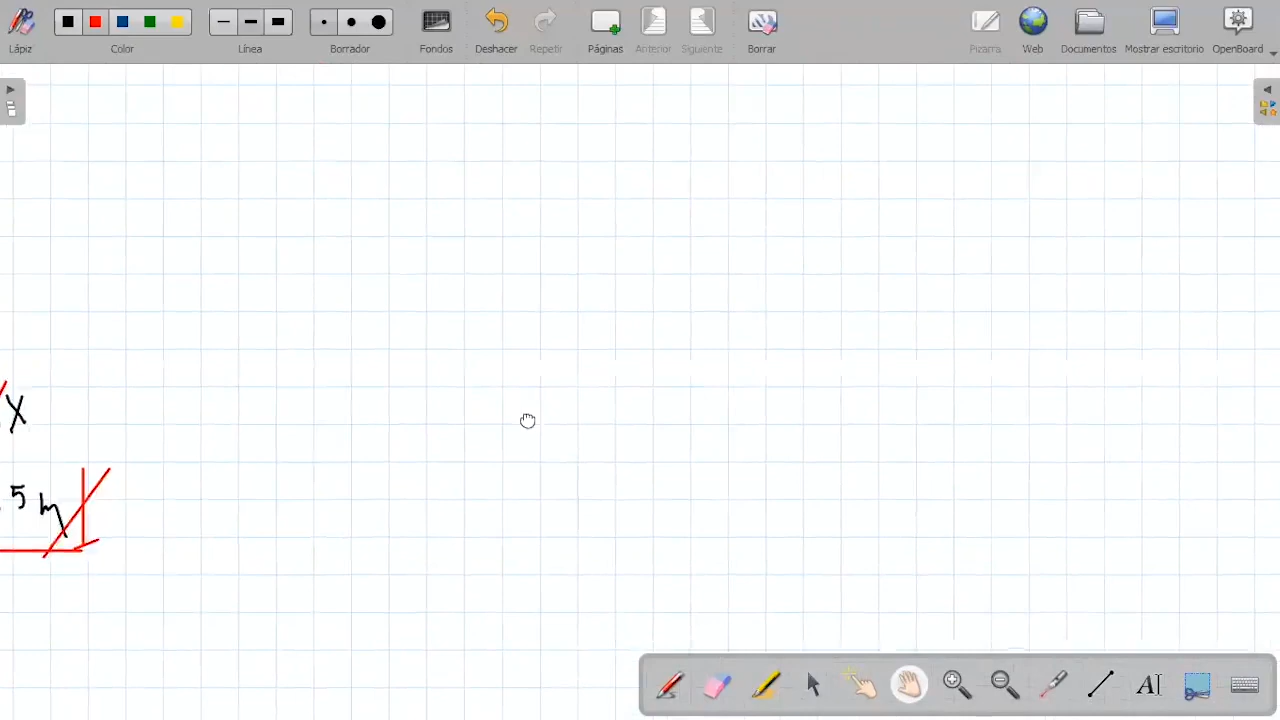 Lápiz Color Línea Borrador Fondos Deshacer Repetir Páginas Anterior Siguiente Borrar Pizarra Web Documentos Mostrar escritorio OpenBoard
X
5 m
A